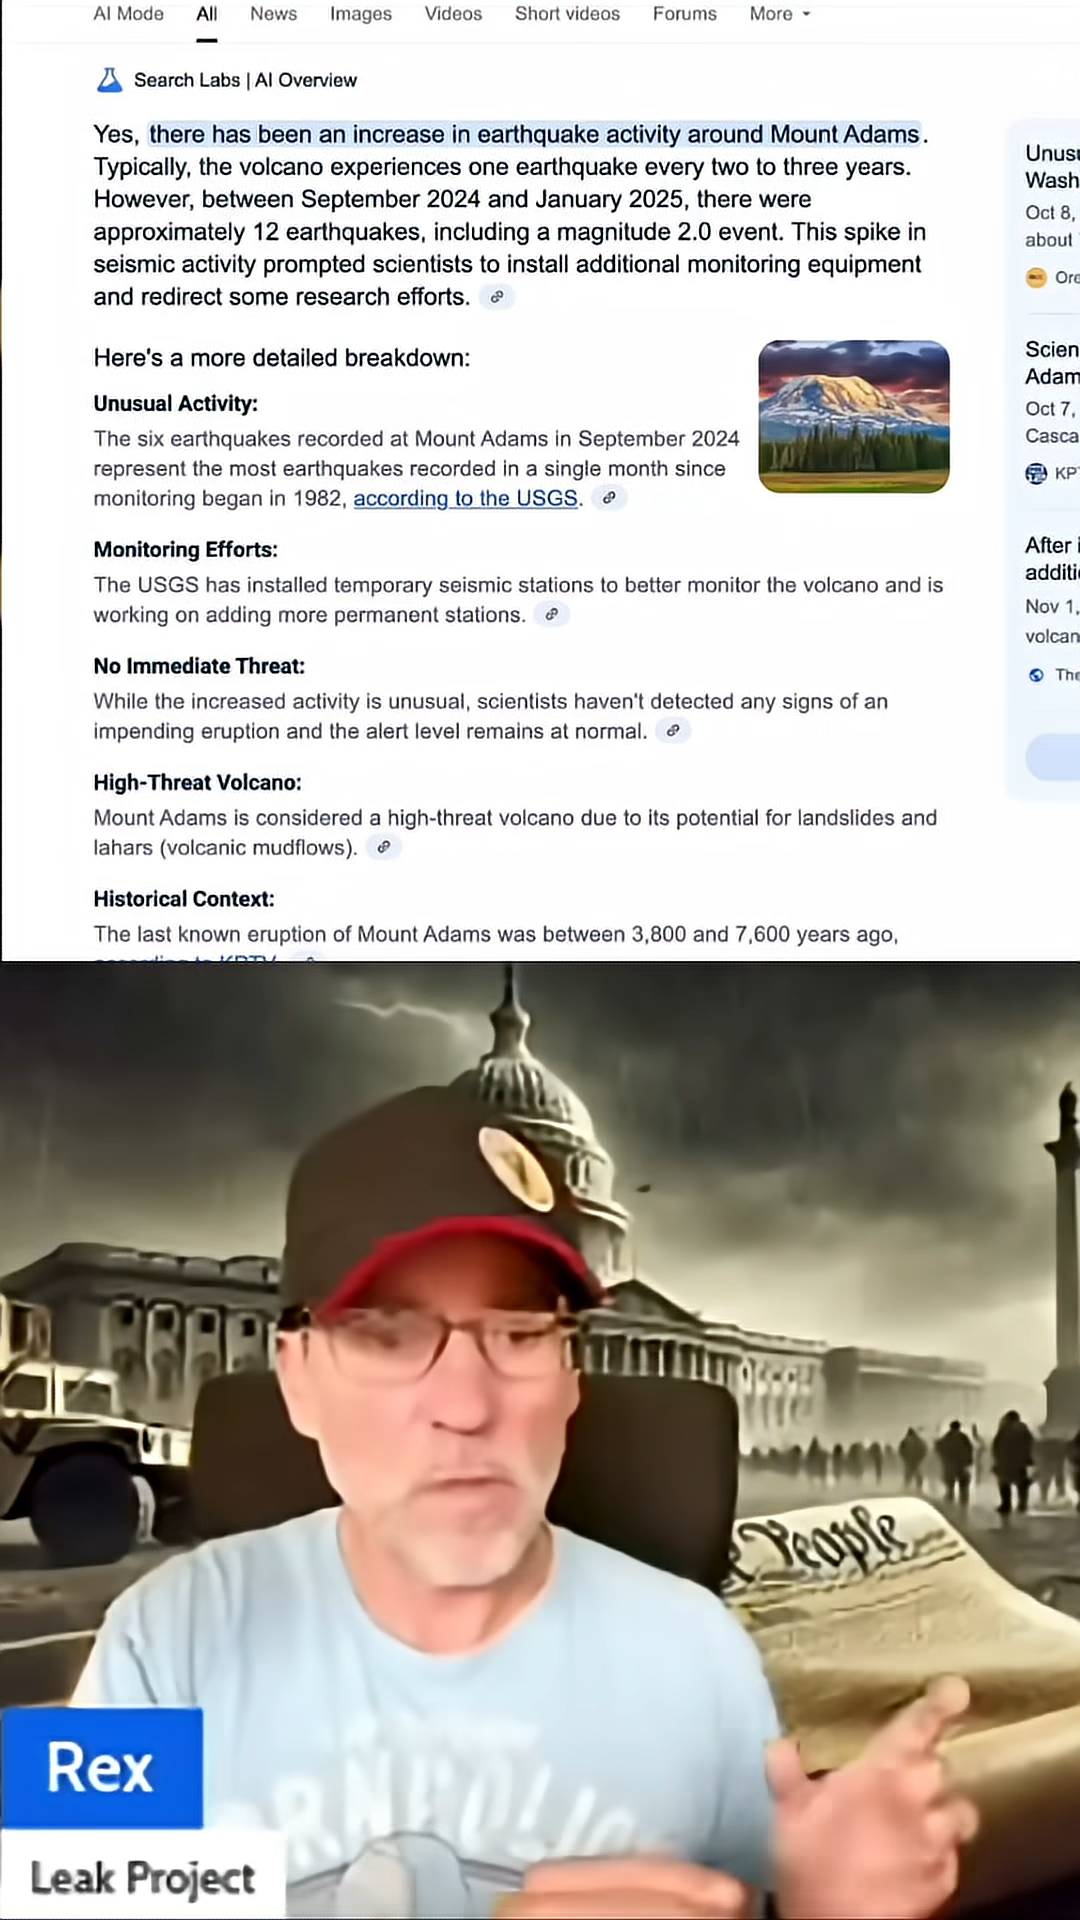 AI Mode All News Images Videos Short videos Forums More
Search Labs | AI Overview
Yes, there has been an increase in earthquake activity around Mount Adams.
Typically, the volcano experiences one earthquake every two to three years.
However, between September 2024 and January 2025, there were
approximately 12 earthquakes, including a magnitude 2.0 event. This spike in
seismic activity prompted scientists to install additional monitoring equipment
and redirect some research efforts.
Here's a more detailed breakdown:
Unusual Activity:
The six earthquakes recorded at Mount Adams in September 2024
represent the most earthquakes recorded in a single month since
monitoring began in 1982, according to the USGS.
Monitoring Efforts:
The USGS has installed temporary seismic stations to better monitor the volcano and is
working on adding more permanent stations.
No Immediate Threat:
While the increased activity is unusual, scientists haven't detected any signs of an
impending eruption and the alert level remains at normal.
High-Threat Volcano:
Mount Adams is considered a high-threat volcano due to its potential for landslides and
lahars (volcanic mudflows).
Historical Context:
The last known eruption of Mount Adams was between 3,800 and 7,600 years ago,
according to KPTV.
Unusu
Wash
Oct 8,
about
Ore
Scien
Adam
Oct 7,
Casca
KPT
After i
additi
Nov 1,
volcan
The
People
Rex
Leak Project